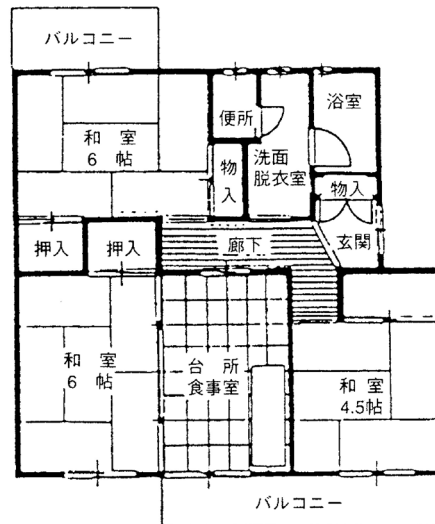 バルコニー
浴室
便所
和室
6 帖
洗面
脱衣室
物入
物入
押入
押入
廊下
玄関
和室
6 帖
台所
食事室
和室
4.5帖
バルコニー